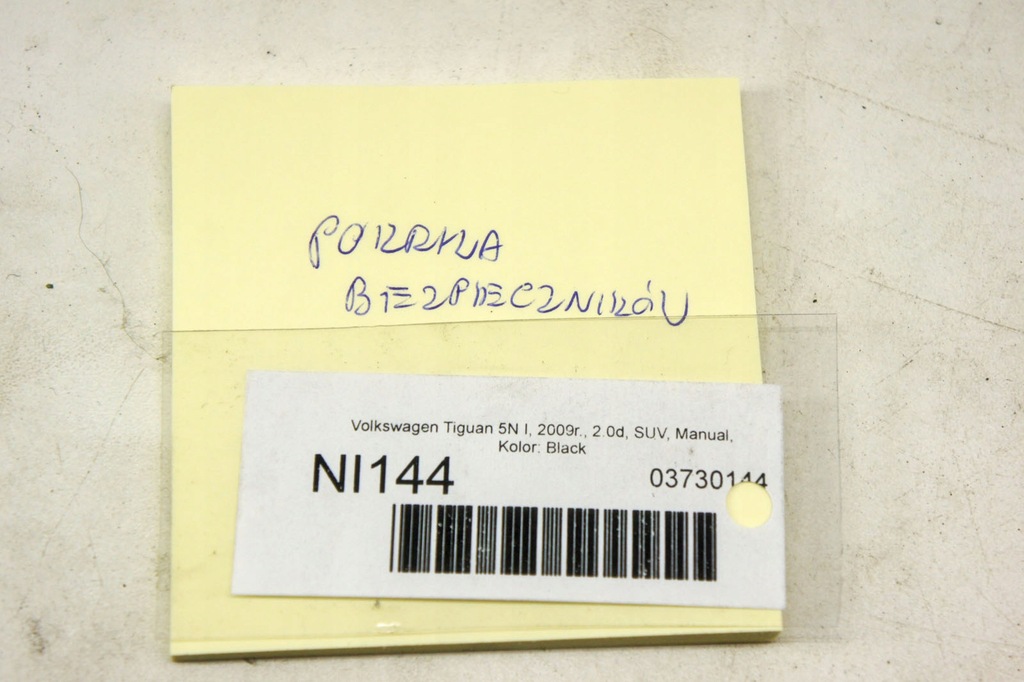 POKRYWA
BEZPIECZNIKÓW
Volkswagen Tiguan 5N I, 2009r., 2.0d, SUV, Manual,
Kolor: Black
NI144
03730144